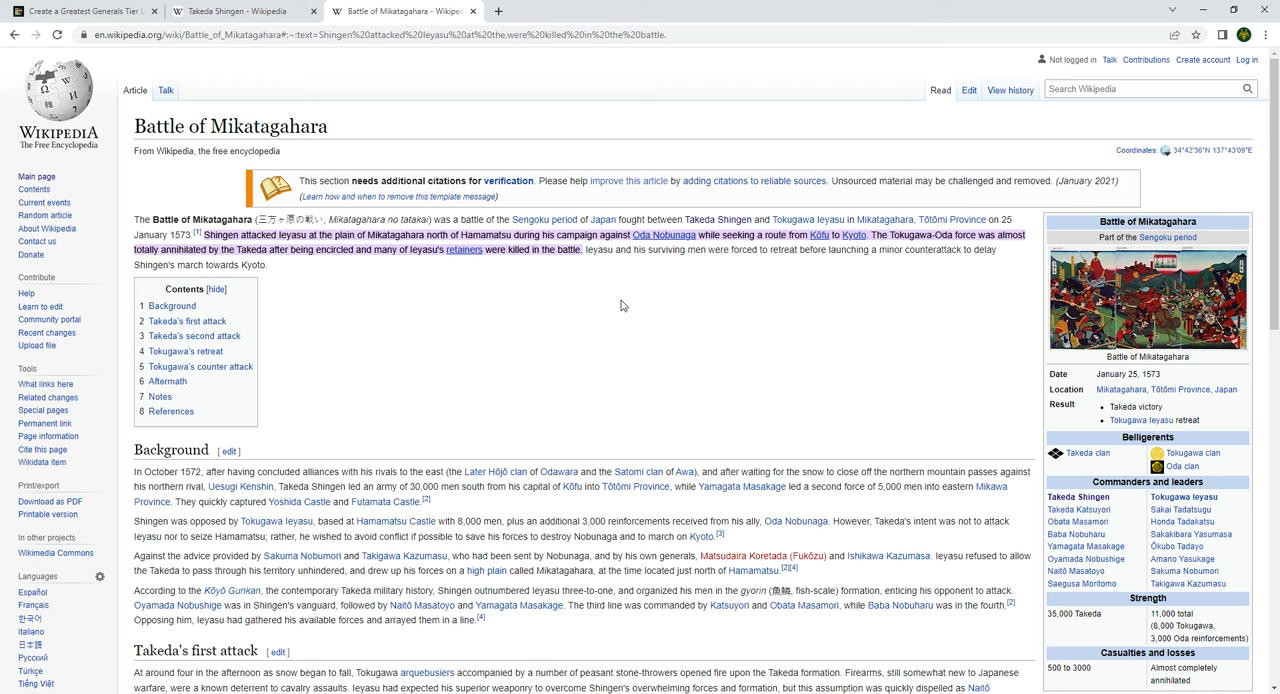 Create a Greatest Generals Tier L
Takeda Shingen - Wikipedia
Battle of Mikatagahara - Wikiped
en.wikipedia.org/wiki/Battle_of_Mikatagahara#:~:text=Shingen%20attacked%20Ieyasu%20at%20the,were%20killed%20in%20the%20battle.
WIKIPEDIA
The Free Encyclopedia
Not logged in Talk Contributions Create account Log in
Article Talk
Read Edit View history
Search Wikipedia
Main page
Contents
Current events
Random article
About Wikipedia
Contact us
Donate
Contribute
Help
Learn to edit
Community portal
Recent changes
Upload file
Tools
What links here
Related changes
Special pages
Permanent link
Page information
Cite this page
Wikidata item
Print/export
Download as PDF
Printable version
In other projects
Wikimedia Commons
Languages
Español
Français
한국어
Italiano
日本語
Русский
Türkçe
Tiếng Việt
Battle of Mikatagahara
From Wikipedia, the free encyclopedia
Coordinates: 34°42′36″N 137°43′09″E
This section needs additional citations for verification. Please help improve this article by adding citations to reliable sources. Unsourced material may be challenged and removed. (January 2021)
(Learn how and when to remove this template message)
The Battle of Mikatagahara (三方ヶ原の戦い, Mikatagahara no tatakai) was a battle of the Sengoku period of Japan fought between Takeda Shingen and Tokugawa Ieyasu in Mikatagahara, Tōtōmi Province on 25
January 1573.[1] Shingen attacked Ieyasu at the plain of Mikatagahara north of Hamamatsu during his campaign against Oda Nobunaga while seeking a route from Kōfu to Kyoto. The Tokugawa-Oda force was almost
totally annihilated by the Takeda after being encircled and many of Ieyasu's retainers were killed in the battle. Ieyasu and his surviving men were forced to retreat before launching a minor counterattack to delay
Shingen's march towards Kyoto.
Contents [hide]
1 Background
2 Takeda's first attack
3 Takeda's second attack
4 Tokugawa's retreat
5 Tokugawa's counter attack
6 Aftermath
7 Notes
8 References
Background [ edit ]
In October 1572, after having concluded alliances with his rivals to the east (the Later Hōjō clan of Odawara and the Satomi clan of Awa), and after waiting for the snow to close off the northern mountain passes against
his northern rival, Uesugi Kenshin, Takeda Shingen led an army of 30,000 men south from his capital of Kōfu into Tōtōmi Province, while Yamagata Masakage led a second force of 5,000 men into eastern Mikawa
Province. They quickly captured Yoshida Castle and Futamata Castle.[2]
Shingen was opposed by Tokugawa Ieyasu, based at Hamamatsu Castle with 8,000 men, plus an additional 3,000 reinforcements received from his ally, Oda Nobunaga. However, Takeda's intent was not to attack
Ieyasu nor to seize Hamamatsu; rather, he wished to avoid conflict if possible to save his forces to destroy Nobunaga and to march on Kyoto.[3]
Against the advice provided by Sakuma Nobumori and Takigawa Kazumasu, who had been sent by Nobunaga, and by his own generals, Matsudaira Koretada (Fukōzu) and Ishikawa Kazumasa. Ieyasu refused to allow
the Takeda to pass through his territory unhindered, and drew up his forces on a high plain called Mikatagahara, at the time located just north of Hamamatsu.[2][4]
According to the Kōyō Gunkan, the contemporary Takeda military history, Shingen outnumbered Ieyasu three-to-one, and organized his men in the gyorin (魚鱗, fish-scale) formation, enticing his opponent to attack.
Oyamada Nobushige was in Shingen's vanguard, followed by Naitō Masatoyo and Yamagata Masakage. The third line was commanded by Katsuyori and Obata Masamori, while Baba Nobuharu was in the fourth.[2]
Opposing him, Ieyasu had gathered his available forces and arrayed them in a line.[4]
Takeda's first attack [ edit ]
At around four in the afternoon as snow began to fall, Tokugawa arquebusiers accompanied by a number of peasant stone-throwers opened fire upon the Takeda formation. Firearms, still somewhat new to Japanese
warfare, were a known deterrent to cavalry assaults. Ieyasu had expected his superior weaponry to overcome Shingen's overwhelming forces and formation, but this assumption was quickly dispelled as Naitō
Battle of Mikatagahara
Part of the Sengoku period
Battle of Mikatagahara
Date January 25, 1573
Location Mikatagahara, Tōtōmi Province, Japan
Result • Takeda victory
• Tokugawa Ieyasu retreat
Belligerents
Takeda clan Tokugawa clan
Oda clan
Commanders and leaders
Takeda Shingen Tokugawa Ieyasu
Takeda Katsuyori Sakai Tadatsugu
Obata Masamori Honda Tadakatsu
Baba Nobuharu Sakakibara Yasumasa
Yamagata Masakage Ōkubo Tadayo
Oyamada Nobushige Amano Yasukage
Naitō Masatoyo Sakuma Nobumori
Saegusa Moritomo Takigawa Kazumasu
Strength
35,000 Takeda 11,000 total
(8,000 Tokugawa,
3,000 Oda reinforcements)
Casualties and losses
500 to 3000 Almost completely
annihilated